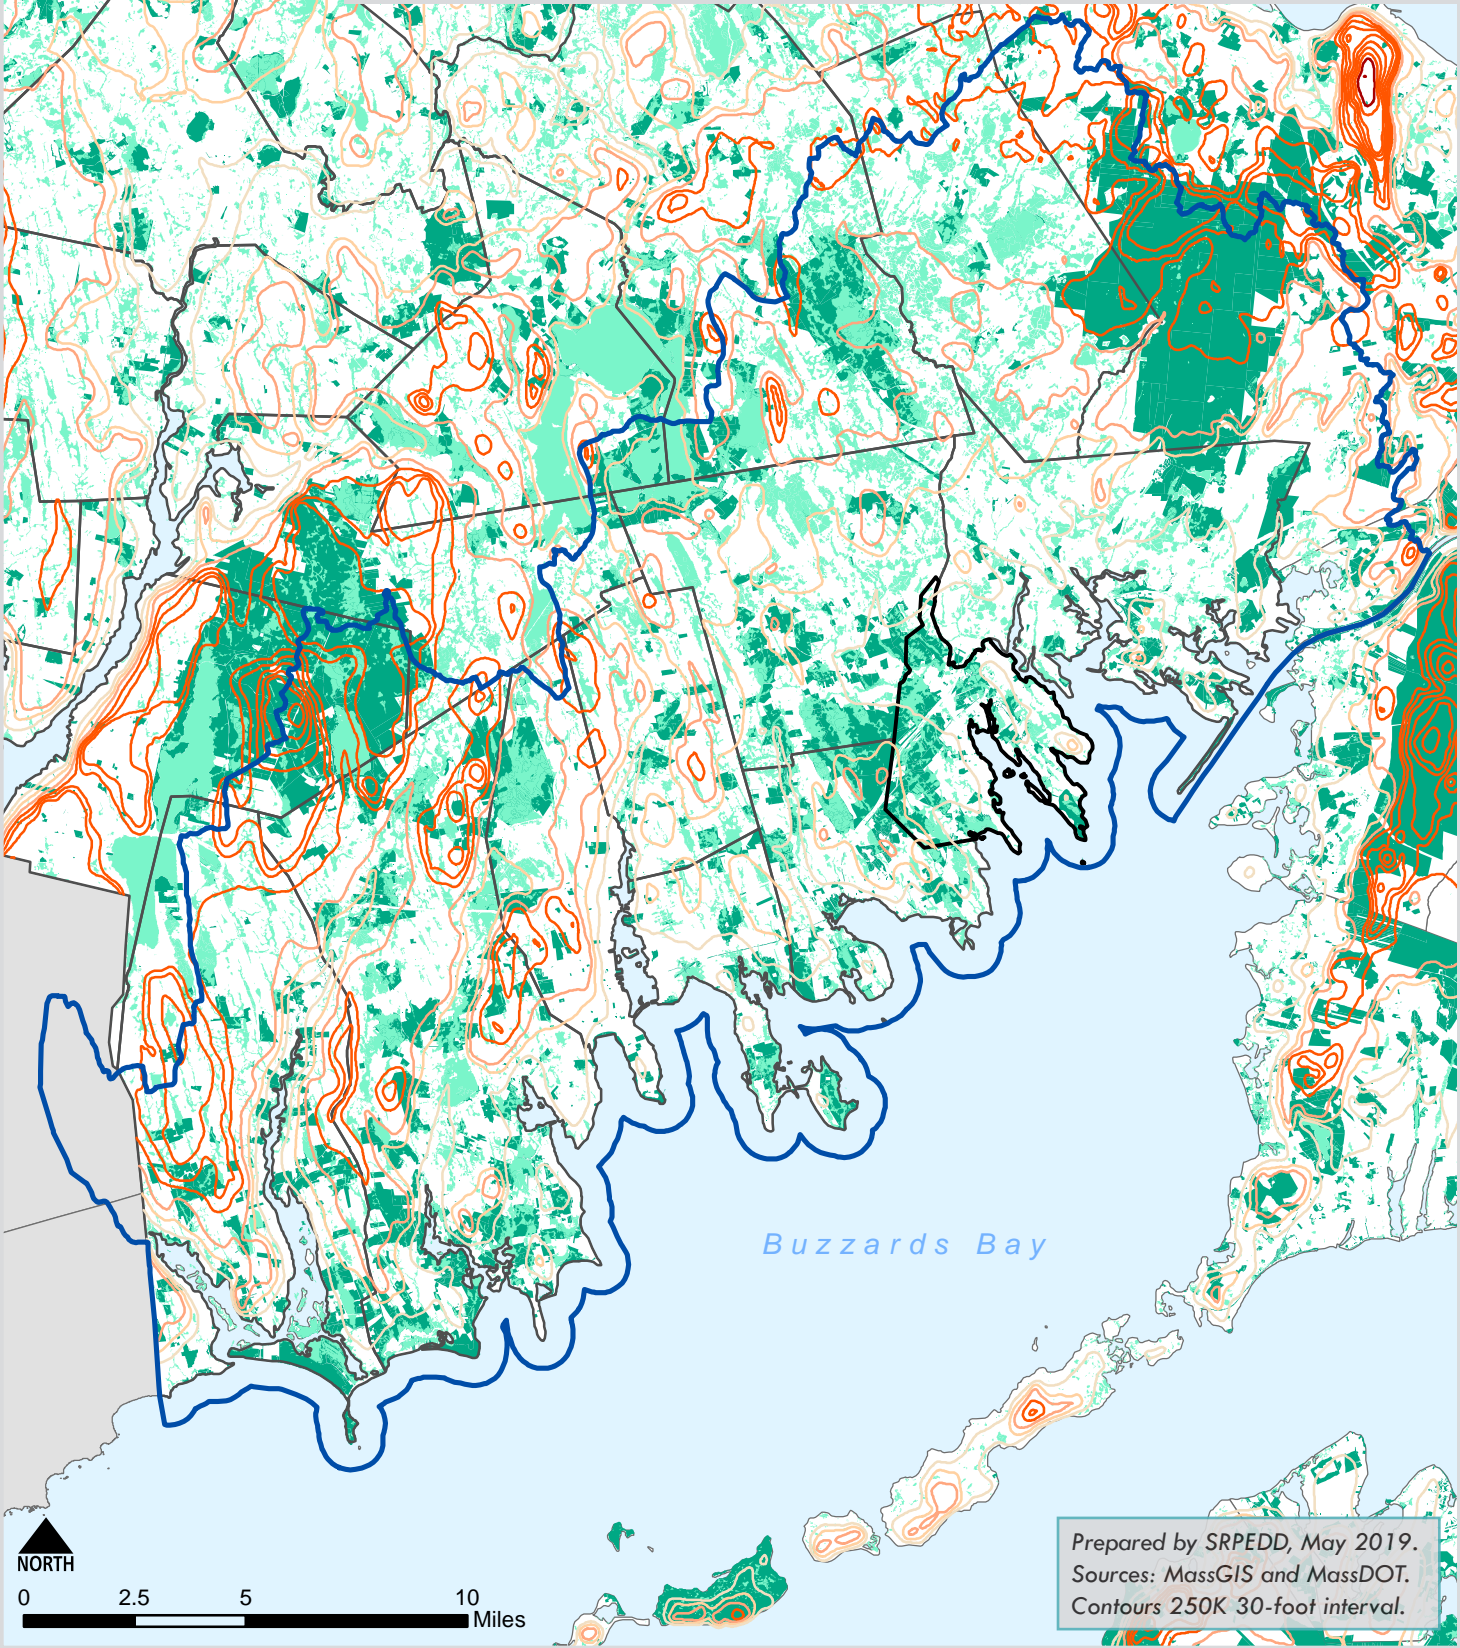 Buzzards Bay
NORTH
0 2.5 5 10
Miles
Prepared by SRPEDD, May 2019.
Sources: MassGIS and MassDOT.
Contours 250K 30-foot interval.